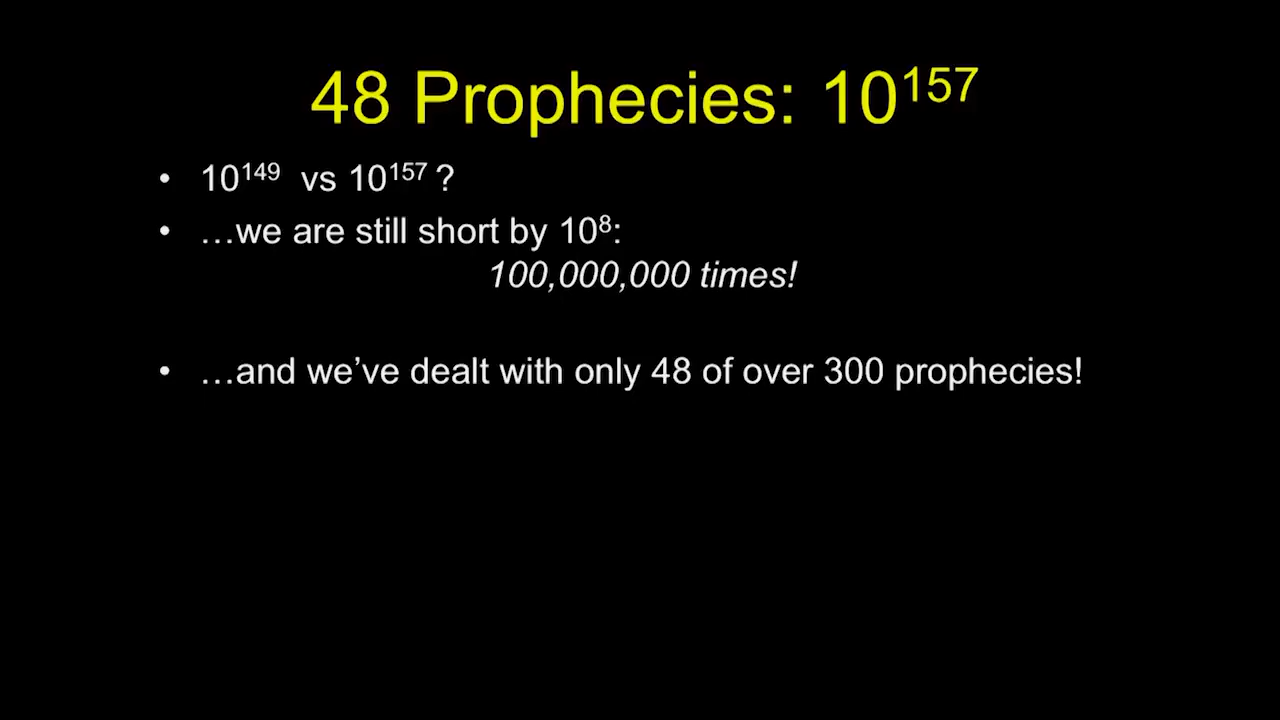 48 Prophecies: 10¹⁵⁷
• 10¹⁴⁹ vs 10¹⁵⁷ ?
• …we are still short by 10⁸:
100,000,000 times!
• …and we’ve dealt with only 48 of over 300 prophecies!